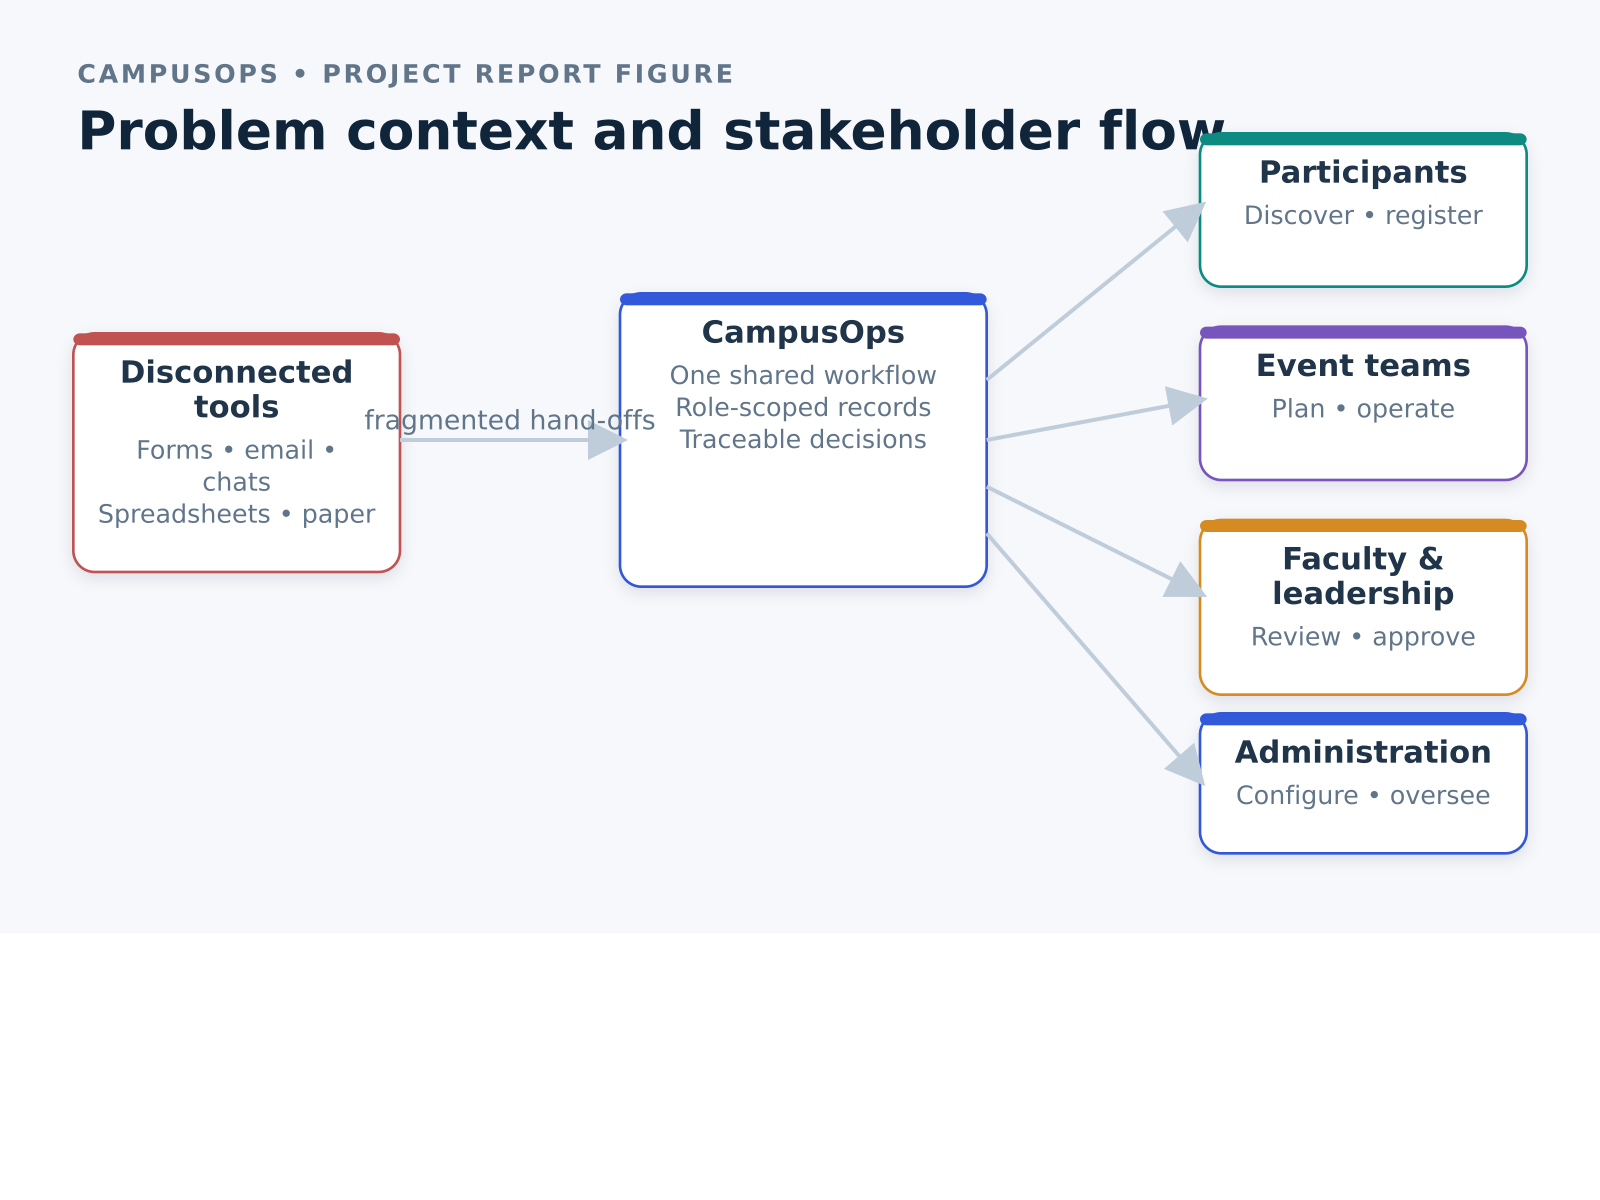 CAMPUSOPS • PROJECT REPORT FIGURE
Problem context and stakeholder flow
Disconnected
tools
Forms • email •
chats
Spreadsheets • paper
fragmented hand-offs
CampusOps
One shared workflow
Role-scoped records
Traceable decisions
Participants
Discover • register
Event teams
Plan • operate
Faculty &
leadership
Review • approve
Administration
Configure • oversee